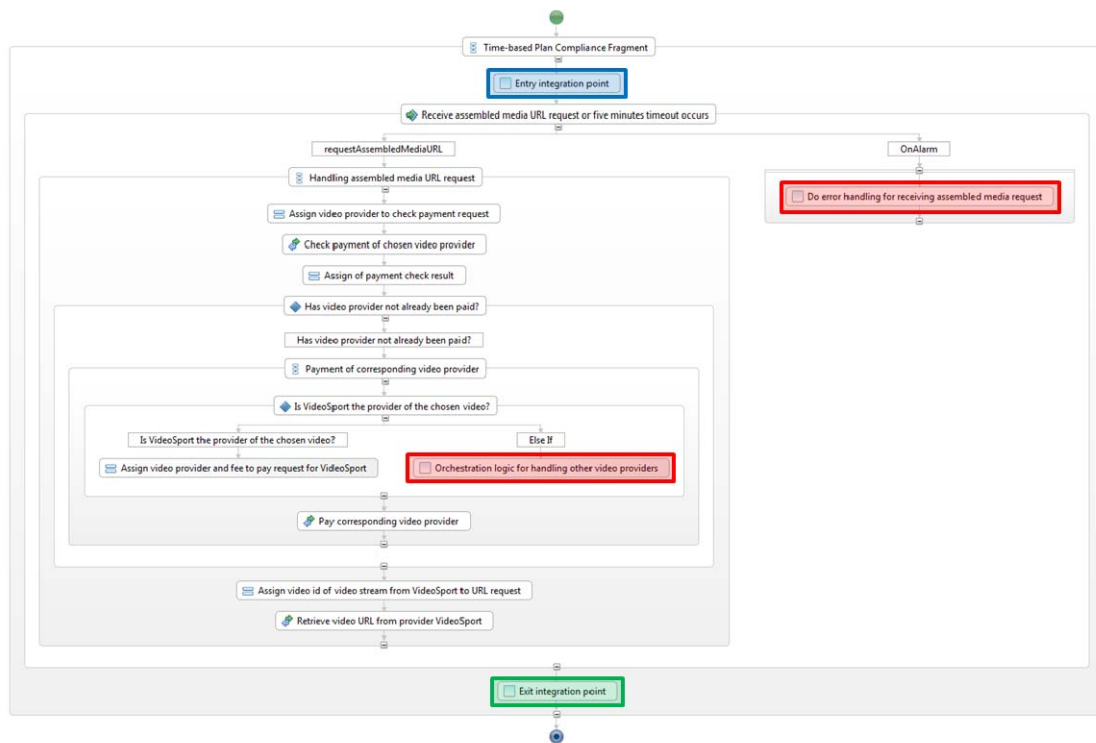 Time-based Plan Compliance Fragment
Entry integration point
Receive assembled media URL request or five minutes timeout occurs
requestAssembledMediaURL
OnAlarm
Handling assembled media URL request
Do error handling for receiving assembled media request
Assign video provider to check payment request
Check payment of chosen video provider
Assign of payment check result
Has video provider not already been paid?
Has video provider not already been paid?
Payment of corresponding video provider
Is VideoSport the provider of the chosen video?
Is VideoSport the provider of the chosen video?
Else If
Assign video provider and fee to pay request for VideoSport
Orchestration logic for handling other video providers
Pay corresponding video provider
Assign video id of video stream from VideoSport to URL request
Retrieve video URL from provider VideoSport
Exit integration point